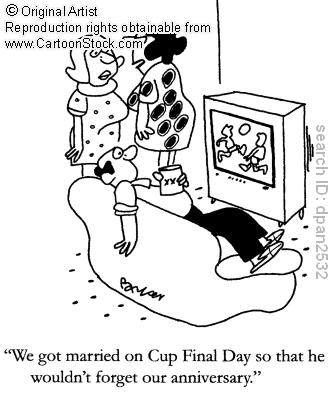 © Original Artist
Reproduction rights obtainable from
www.CartoonStock.com
search ID: dpan2532
xx
“We got married on Cup Final Day so that he
wouldn’t forget our anniversary.”